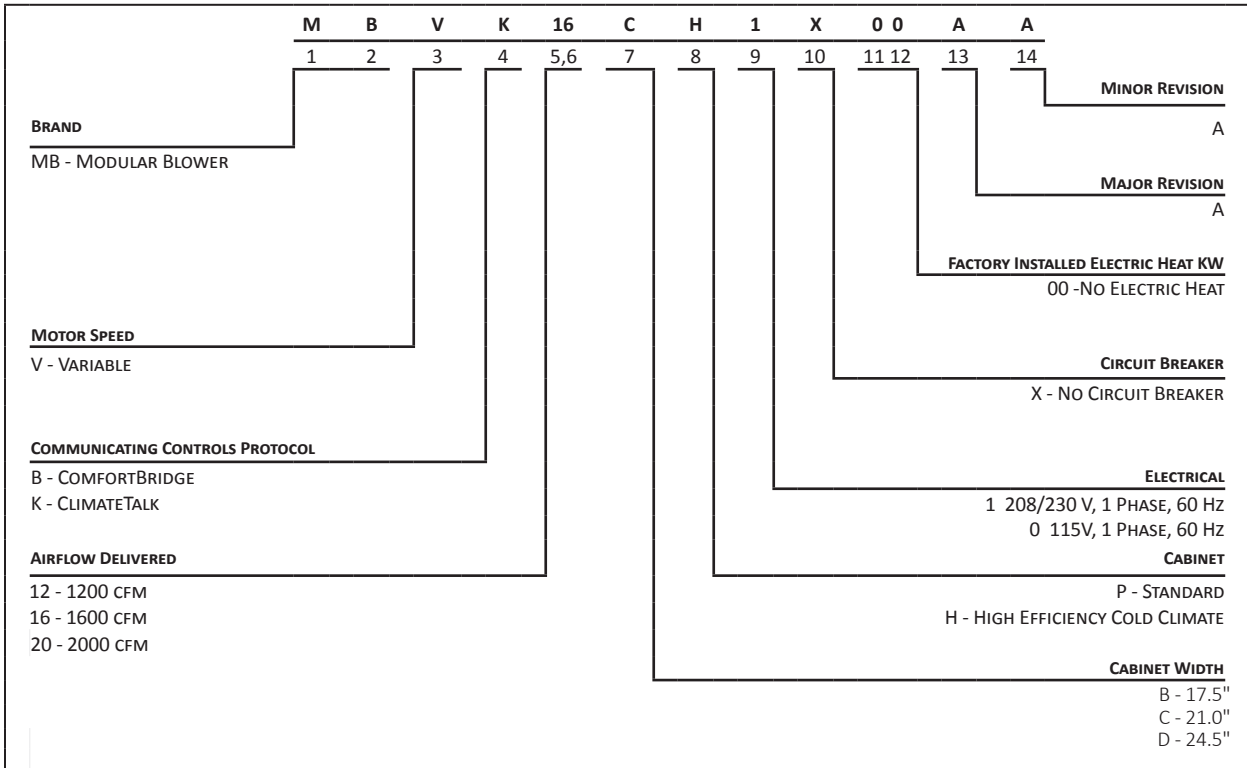 M B V K 16 C H 1 X 0 0 A A
1 2 3 4 5,6 7 8 9 10 11 12 13 14
MINOR REVISION
A
BRAND
MB - MODULAR BLOWER
MAJOR REVISION
A
FACTORY INSTALLED ELECTRIC HEAT KW
00 -NO ELECTRIC HEAT
MOTOR SPEED
V - VARIABLE
CIRCUIT BREAKER
X - NO CIRCUIT BREAKER
COMMUNICATING CONTROLS PROTOCOL
B - COMFORTBRIDGE
K - CLIMATETALK
ELECTRICAL
1 208/230 V, 1 PHASE, 60 HZ
0 115V, 1 PHASE, 60 HZ
AIRFLOW DELIVERED
12 - 1200 CFM
16 - 1600 CFM
20 - 2000 CFM
CABINET
P - STANDARD
H - HIGH EFFICIENCY COLD CLIMATE
CABINET WIDTH
B - 17.5"
C - 21.0"
D - 24.5"